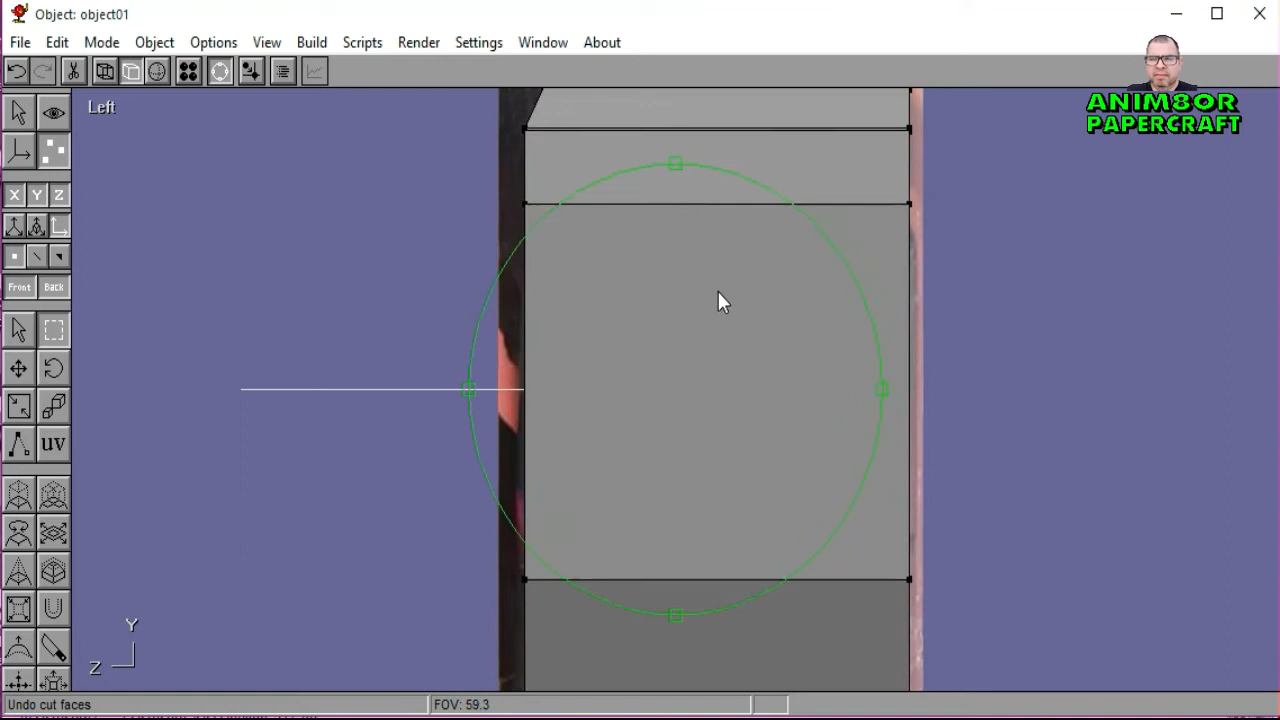 Object: object01
File Edit Mode Object Options View Build Scripts Render Settings Window About
ANIM8OR
PAPERCRAFT
Left
X Y Z
Front Back
uv
Y
Z
Undo cut faces
FOV: 59.3